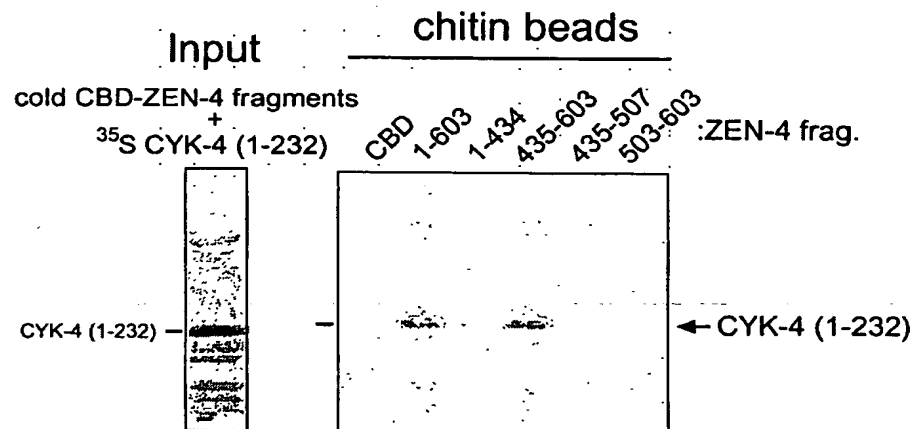 Input
cold CBD-ZEN-4 fragments
+
³⁵S CYK-4 (1-232)
CYK-4 (1-232)
chitin beads
CBD
1-603
1-434
435-603
435-507
503-603
:ZEN-4 frag.
CYK-4 (1-232)